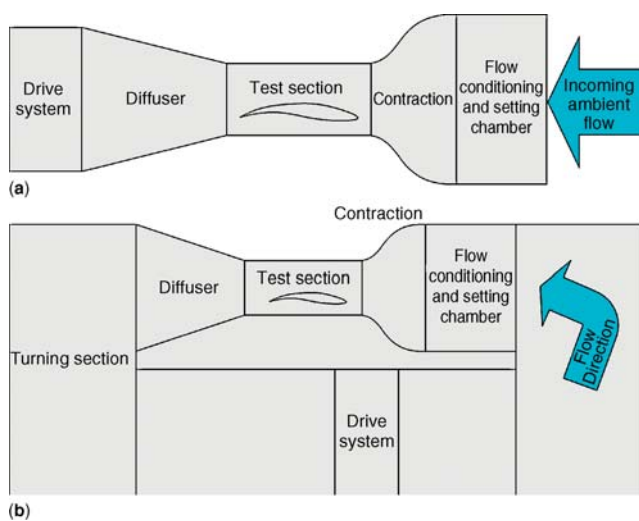 Drive
system
Diffuser
Test section
Contraction
Flow
conditioning
and setting
chamber
Incoming
ambient
flow
(a)
Contraction
Turning section
Diffuser
Test section
Flow
conditioning
and setting
chamber
Flow
Direction
Drive
system
(b)